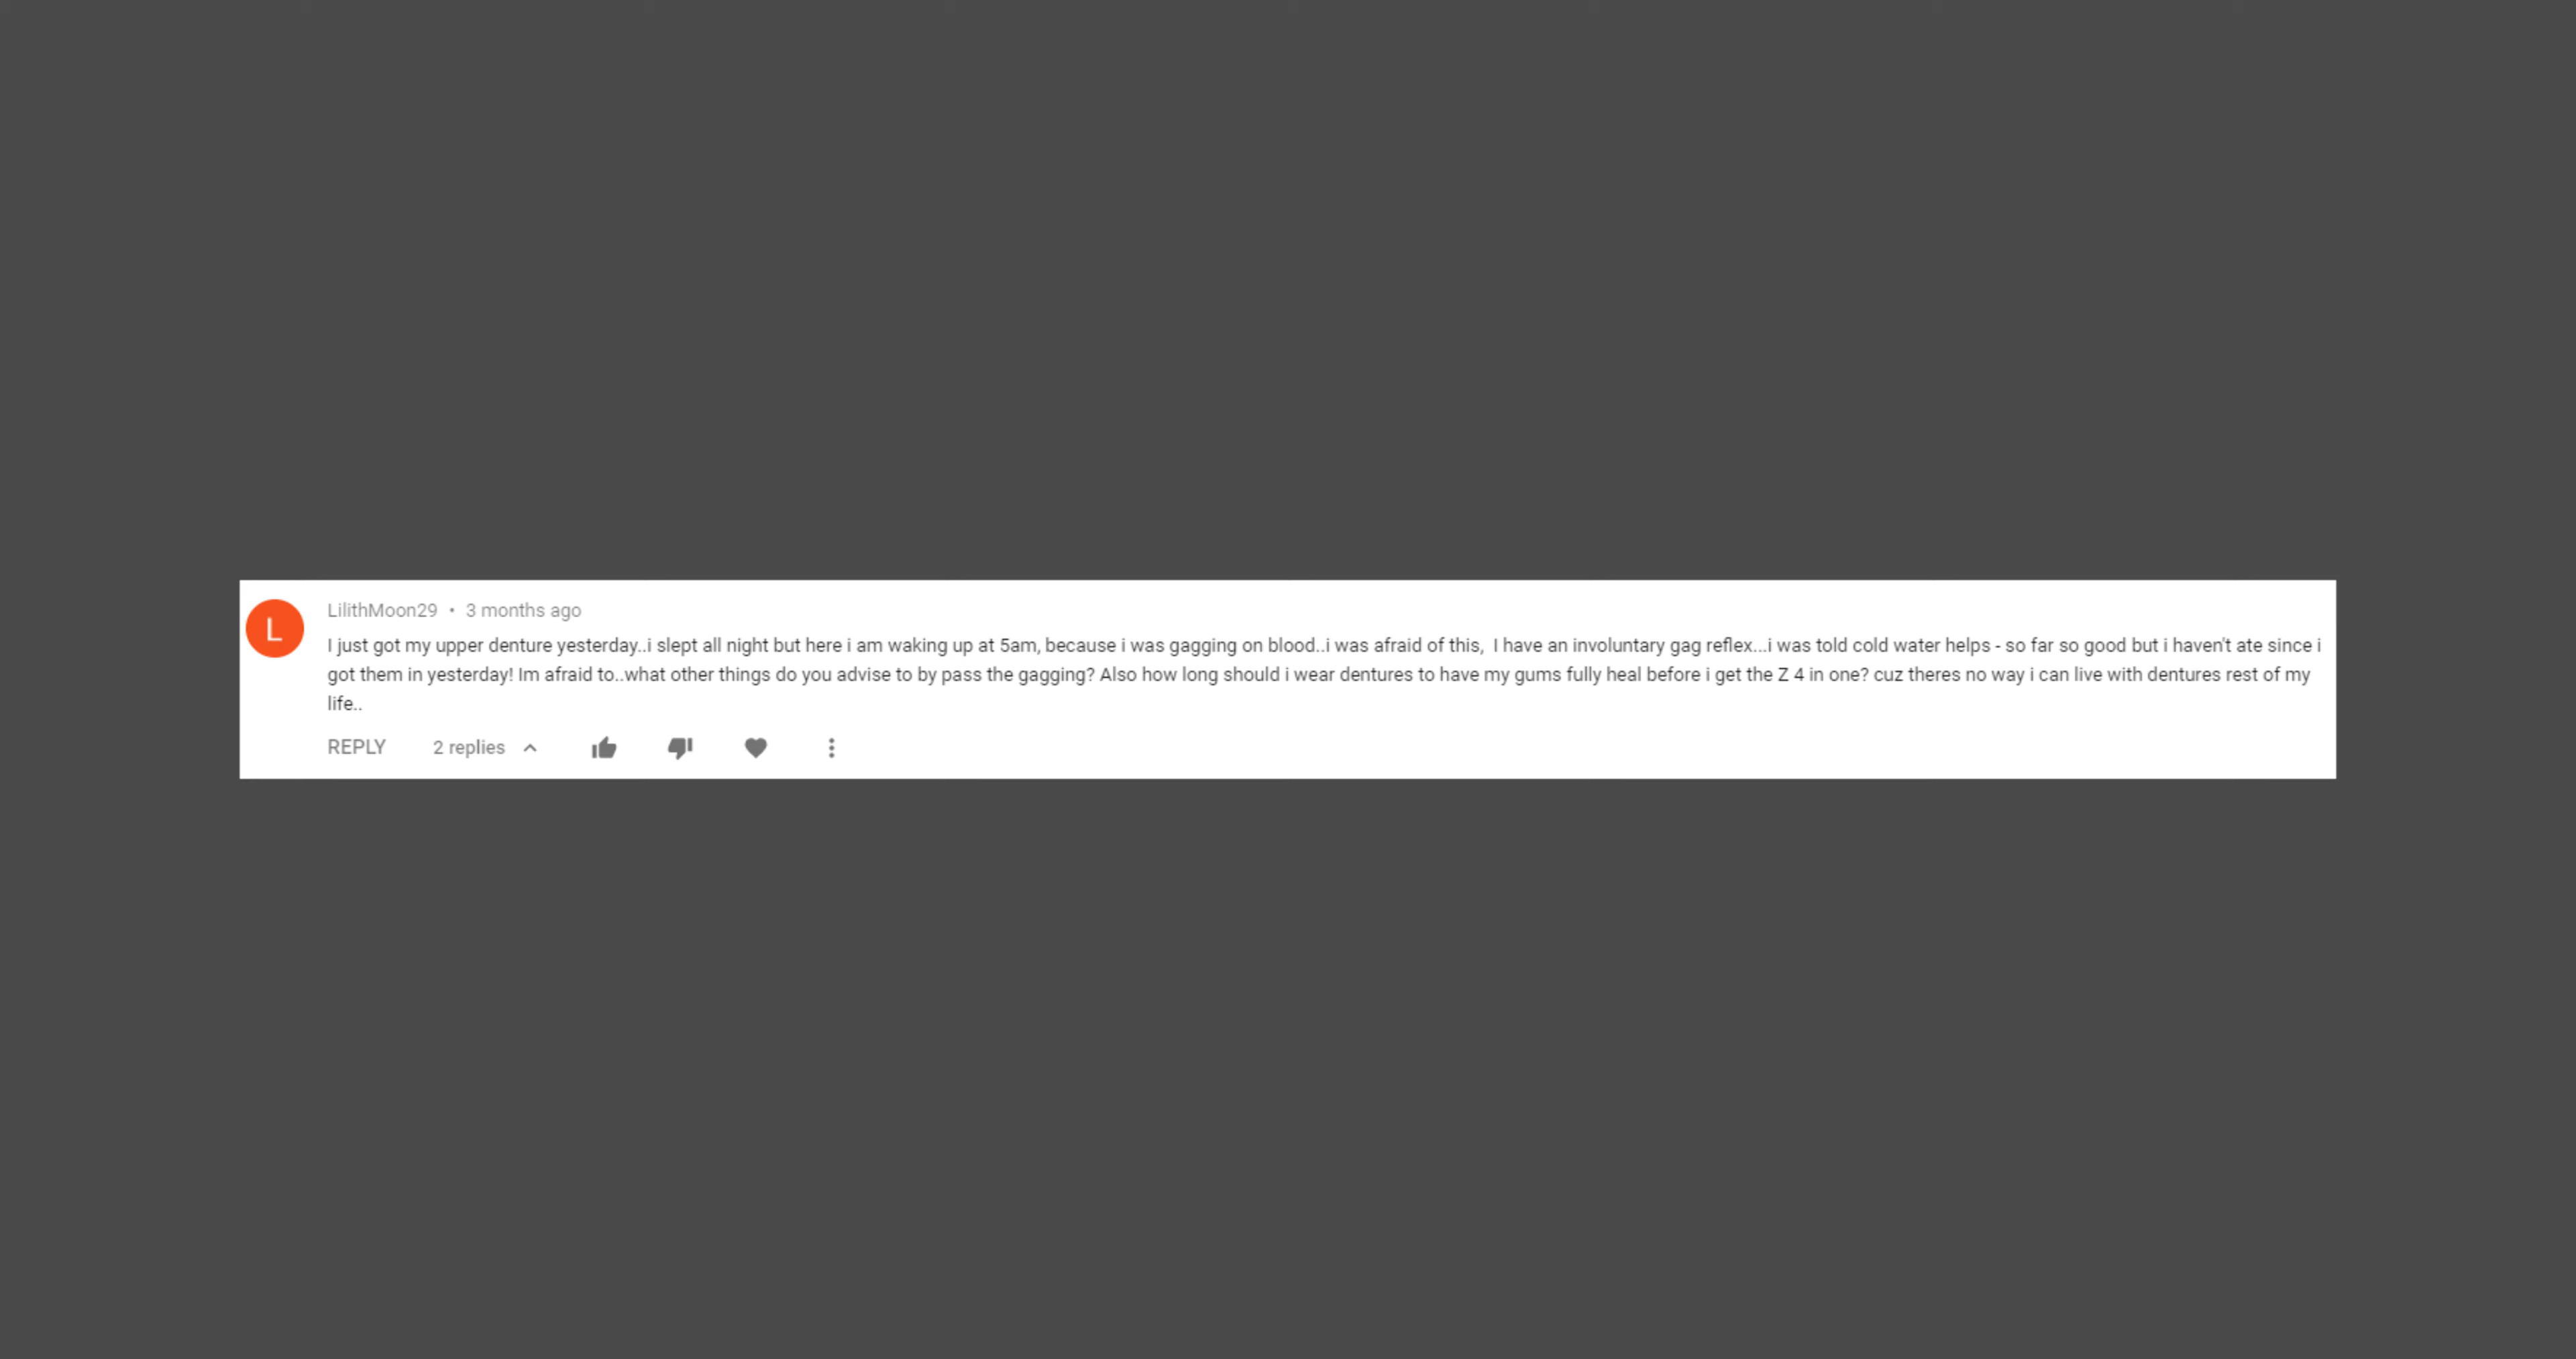 L
LilithMoon29 • 3 months ago
I just got my upper denture yesterday..i slept all night but here i am waking up at 5am, because i was gagging on blood..i was afraid of this,  I have an involuntary gag reflex...i was told cold water helps - so far so good but i haven't ate since i
got them in yesterday! Im afraid to..what other things do you advise to by pass the gagging? Also how long should i wear dentures to have my gums fully heal before i get the Z 4 in one? cuz theres no way i can live with dentures rest of my
life..
REPLY 2 replies